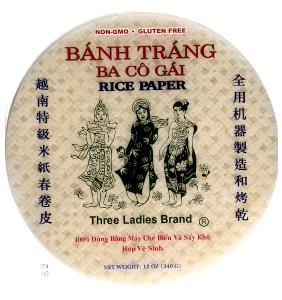 NON-GMO • GLUTEN FREE
BÁNH TRÁNG
BA CÔ GÁI
RICE PAPER
越南特級米紙春卷皮
全用机器製造和烤乾
Three Ladies Brand ®
100% Dùng Bằng Máy Chế Biến Và Sấy Khô
Hợp Vệ Sinh
NET WEIGHT: 12 OZ (340 G)